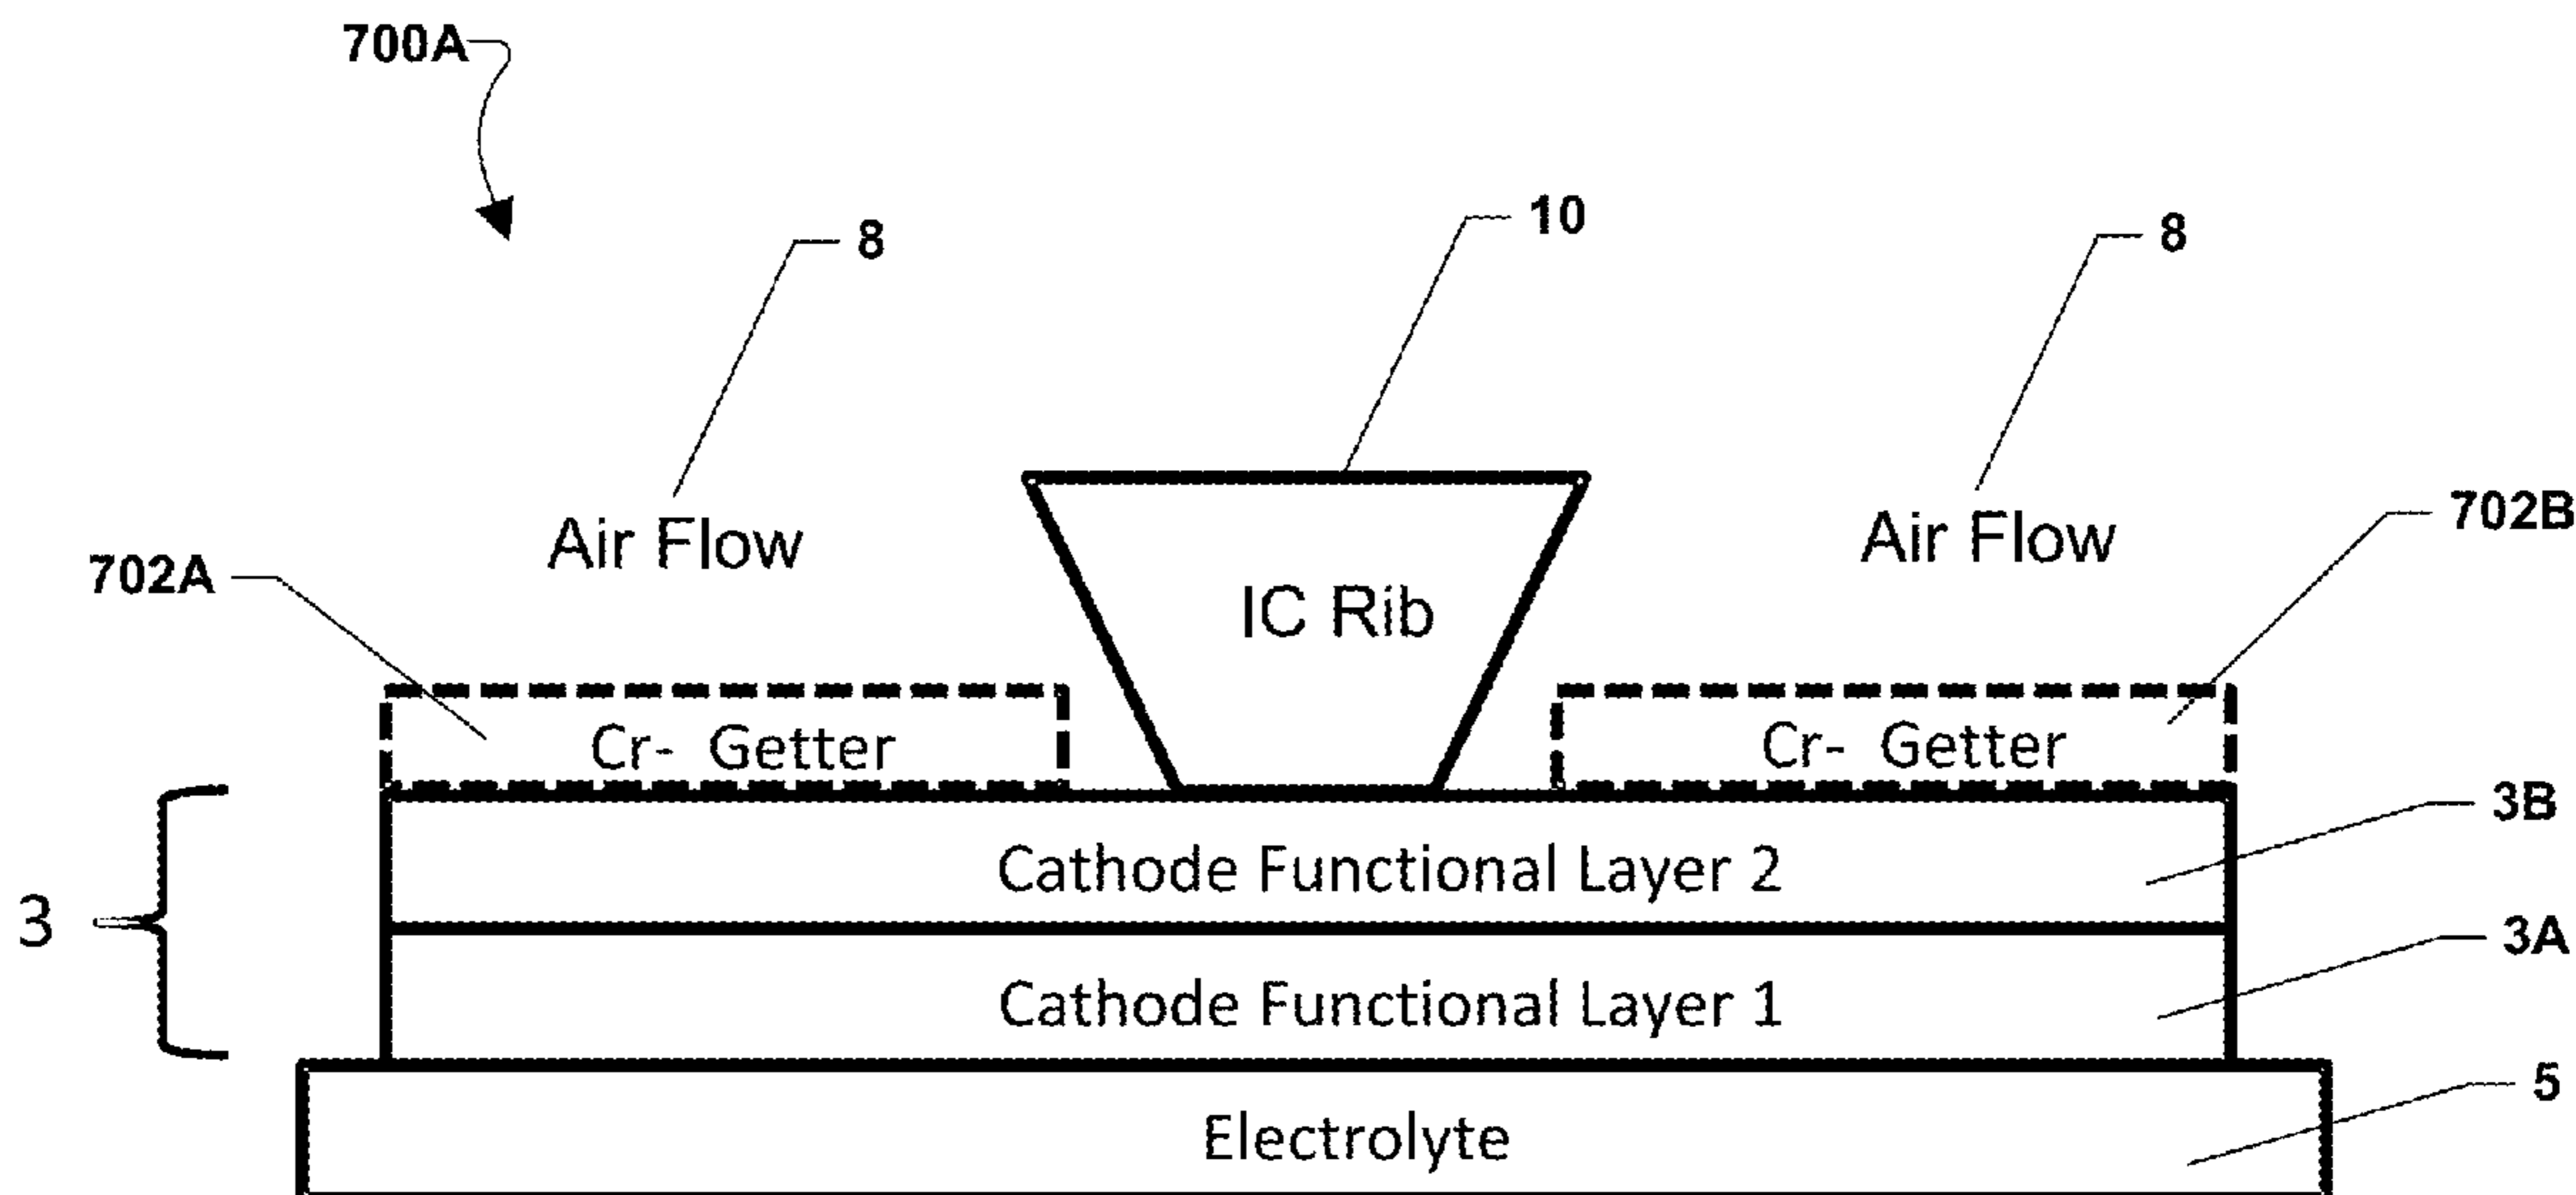 700A
8
10
8
Air Flow
Air Flow
702B
702A
IC Rib
Cr- Getter
Cr- Getter
3B
Cathode Functional Layer 2
3
3A
Cathode Functional Layer 1
5
Electrolyte